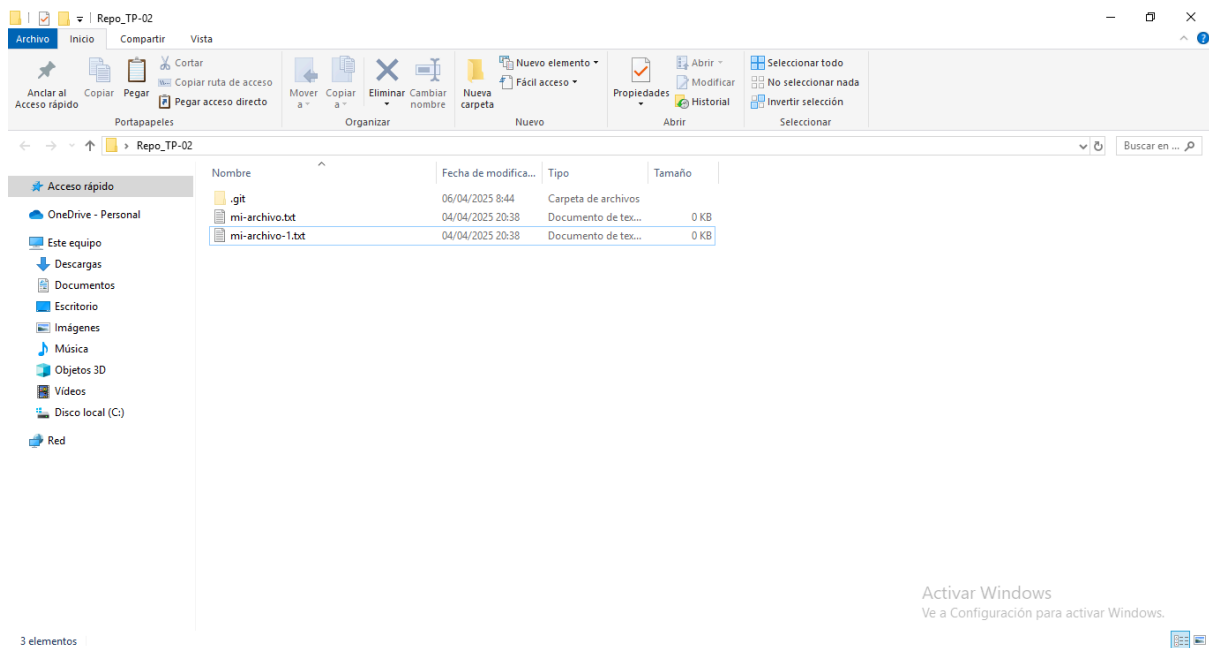 Repo_TP-02
Archivo Inicio Compartir Vista
Anclar al Acceso rápido
Copiar
Pegar
Cortar
Copiar ruta de acceso
Pegar acceso directo
Portapapeles
Mover a
Copiar a
Eliminar
Cambiar nombre
Organizar
Nueva carpeta
Nuevo elemento
Fácil acceso
Nuevo
Propiedades
Abrir
Modificar
Historial
Abrir
Seleccionar todo
No seleccionar nada
Invertir selección
Seleccionar
Repo_TP-02
Buscar en ...
Acceso rápido
OneDrive - Personal
Este equipo
Descargas
Documentos
Escritorio
Imágenes
Música
Objetos 3D
Vídeos
Disco local (C:)
Red
Nombre Fecha de modifica... Tipo Tamaño
.git 06/04/2025 8:44 Carpeta de archivos
mi-archivo.txt 04/04/2025 20:38 Documento de tex... 0 KB
mi-archivo-1.txt 04/04/2025 20:38 Documento de tex... 0 KB
Activar Windows
Ve a Configuración para activar Windows.
3 elementos